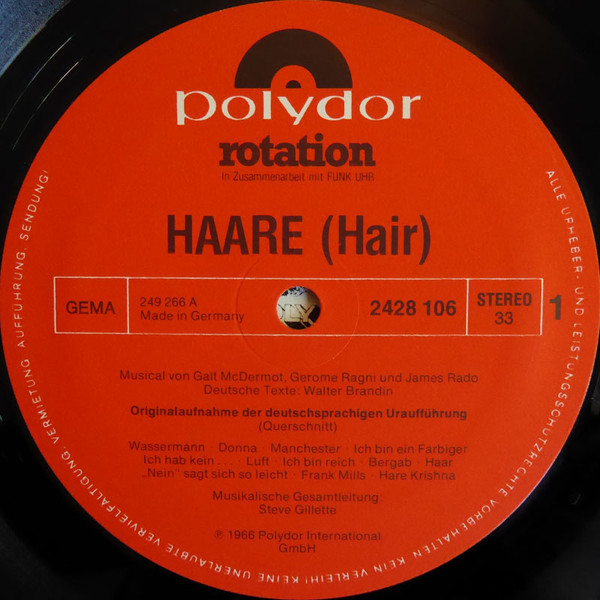 polydor
rotation
In Zusammenarbeit mit FUNK UHR
HAARE (Hair)
GEMA
249 266 A
Made in Germany
2428 106
STEREO
33
1
Musical von Galt McDermot, Gerome Ragni und James Rado
Deutsche Texte: Walter Brandin
Originalaufnahme der deutschsprachigen Uraufführung
(Querschnitt)
Wassermann · Donna · Manchester · Ich bin ein Farbiger
Ich hab kein . . . · Luft · Ich bin reich · Bergab · Haar
„Nein” sagt sich so leicht · Frank Mills · Hare Krishna
Musikalische Gesamtleitung:
Steve Gillette
℗ 1966 Polydor International
GmbH
ALLE URHEBER- UND LEISTUNGSSCHUTZRECHTE VORBEHALTEN. KEIN VERLEIH! KEINE UNERLAUBTE VERVIELFÄLTIGUNG, VERMIETUNG, AUFFÜHRUNG, SENDUNG!